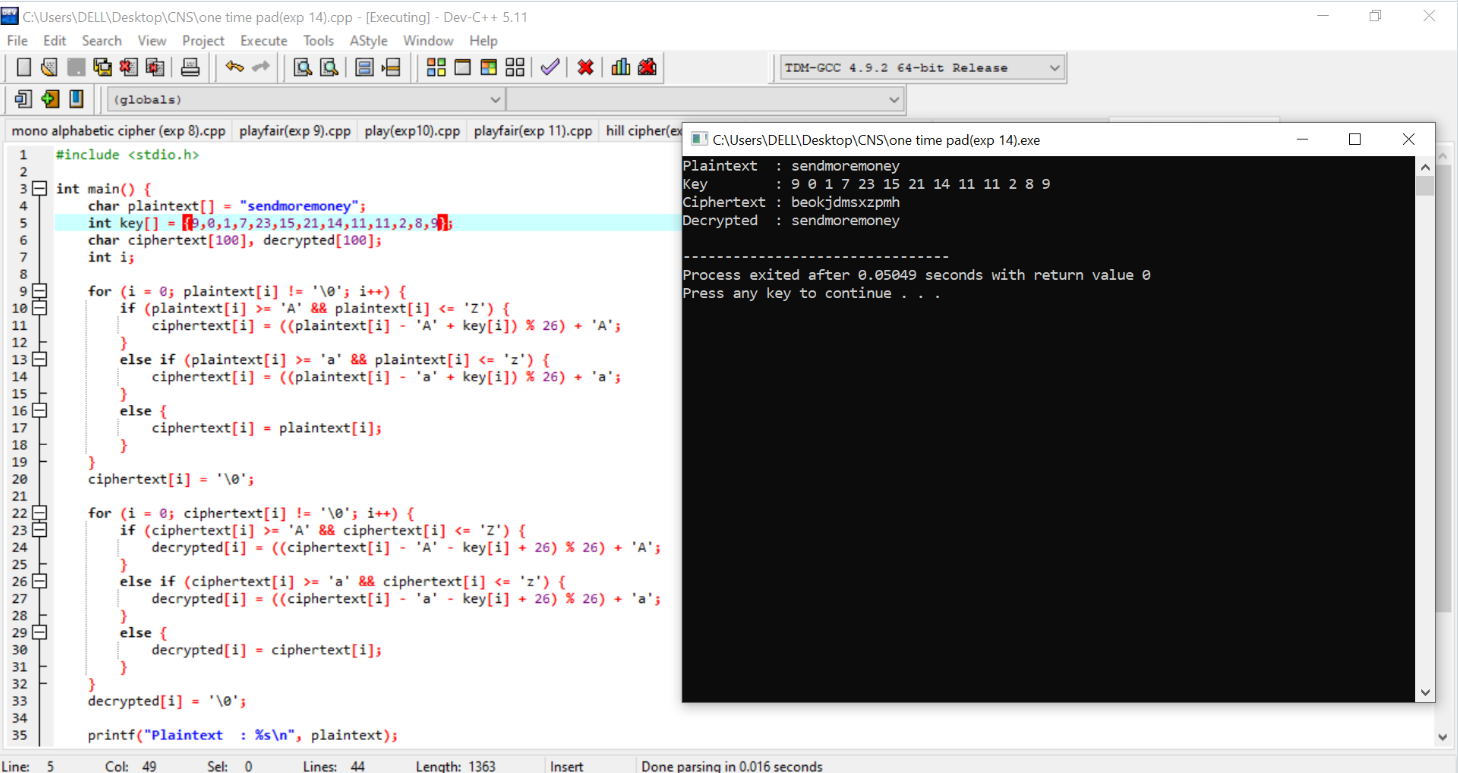 C:\Users\DELL\Desktop\CNS\one time pad(exp 14).cpp - [Executing] - Dev-C++ 5.11
File Edit Search View Project Execute Tools AStyle Window Help
TDM-GCC 4.9.2 64-bit Release
(globals)
mono alphabetic cipher (exp 8).cpp playfair(exp 9).cpp play(exp10).cpp playfair(exp 11).cpp hill cipher(ex
1 #include <stdio.h>
2
3 int main() {
4     char plaintext[] = "sendmoremoney";
5     int key[] = {9,0,1,7,23,15,21,14,11,11,2,8,9};
6     char ciphertext[100], decrypted[100];
7     int i;
8
9     for (i = 0; plaintext[i] != '\0'; i++) {
10         if (plaintext[i] >= 'A' && plaintext[i] <= 'Z') {
11             ciphertext[i] = ((plaintext[i] - 'A' + key[i]) % 26) + 'A';
12         }
13         else if (plaintext[i] >= 'a' && plaintext[i] <= 'z') {
14             ciphertext[i] = ((plaintext[i] - 'a' + key[i]) % 26) + 'a';
15         }
16         else {
17             ciphertext[i] = plaintext[i];
18         }
19     }
20     ciphertext[i] = '\0';
21
22     for (i = 0; ciphertext[i] != '\0'; i++) {
23         if (ciphertext[i] >= 'A' && ciphertext[i] <= 'Z') {
24             decrypted[i] = ((ciphertext[i] - 'A' - key[i] + 26) % 26) + 'A';
25         }
26         else if (ciphertext[i] >= 'a' && ciphertext[i] <= 'z') {
27             decrypted[i] = ((ciphertext[i] - 'a' - key[i] + 26) % 26) + 'a';
28         }
29         else {
30             decrypted[i] = ciphertext[i];
31         }
32     }
33     decrypted[i] = '\0';
34
35     printf("Plaintext  : %s\n", plaintext);
C:\Users\DELL\Desktop\CNS\one time pad(exp 14).exe
Plaintext  : sendmoremoney
Key        : 9 0 1 7 23 15 21 14 11 11 2 8 9
Ciphertext : beokjdmsxzpmh
Decrypted  : sendmoremoney
--------------------------------
Process exited after 0.05049 seconds with return value 0
Press any key to continue . . .
Line: 5 Col: 49 Sel: 0 Lines: 44 Length: 1363 Insert Done parsing in 0.016 seconds